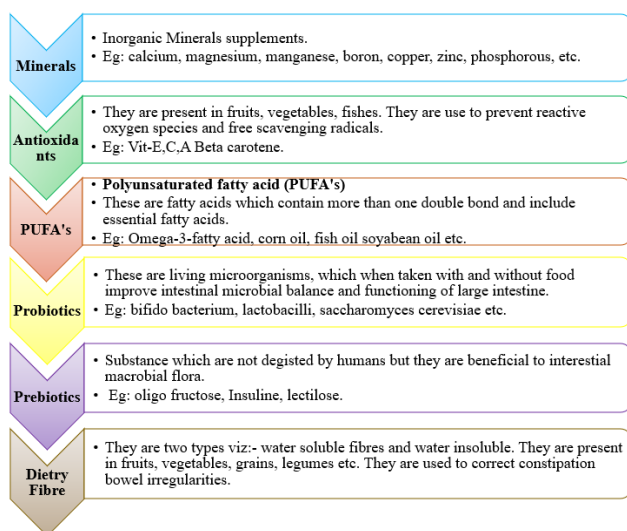 • Inorganic Minerals supplements.
• Eg: calcium, magnesium, manganese, boron, copper, zinc, phosphorous, etc.
Minerals
• They are present in fruits, vegetables, fishes. They are use to prevent reactive
oxygen species and free scavenging radicals.
• Eg: Vit-E,C,A Beta carotene.
Antioxida
nts
• Polyunsaturated fatty acid (PUFA's)
• These are fatty acids which contain more than one double bond and include
essential fatty acids.
• Eg: Omega-3-fatty acid, corn oil, fish oil soyabean oil etc.
PUFA's
• These are living microorganisms, which when taken with and without food
improve intestinal microbial balance and functioning of large intestine.
• Eg: bifido bacterium, lactobacilli, saccharomyces cerevisiae etc.
Probiotics
• Substance which are not degisted by humans but they are beneficial to interestial
macrobial flora.
• Eg: oligo fructose, Insuline, lectilose.
Prebiotics
• They are two types viz:- water soluble fibres and water insoluble. They are present
in fruits, vegetables, grains, legumes etc. They are used to correct constipation
bowel irregularities.
Dietry
Fibre